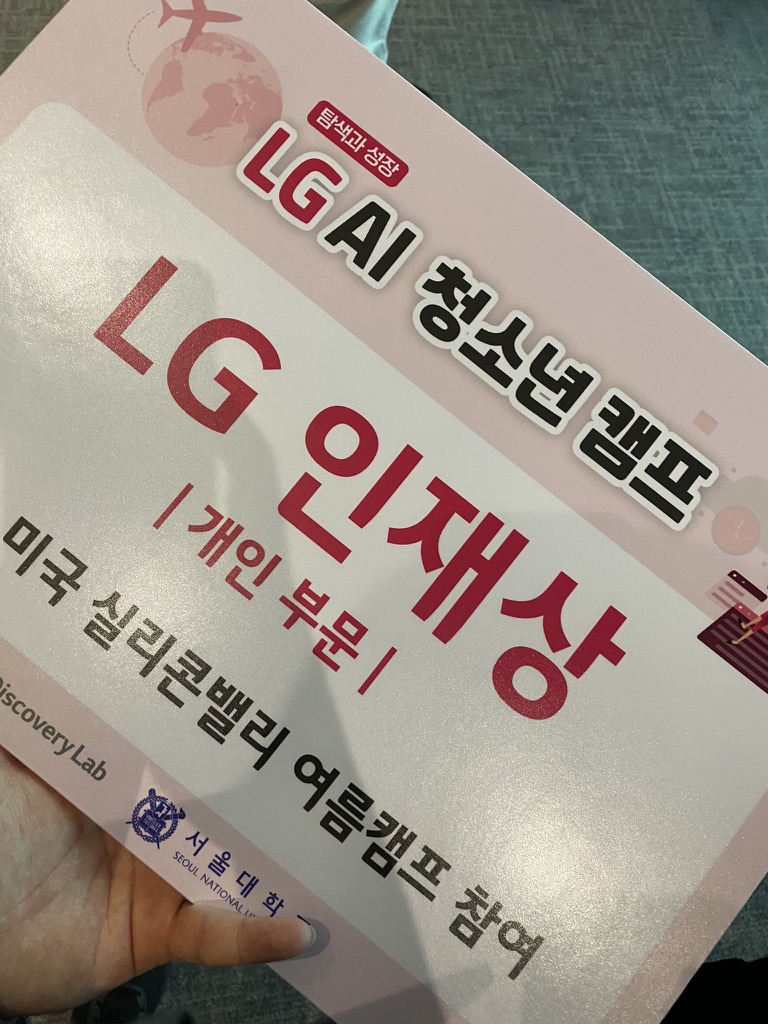 탐색과 성장
LG AI 청소년 캠프
LG 인재상
| 개인 부문 |
미국 실리콘밸리 여름캠프 참여
Discovery Lab
서울대학
SEOUL NATIONAL